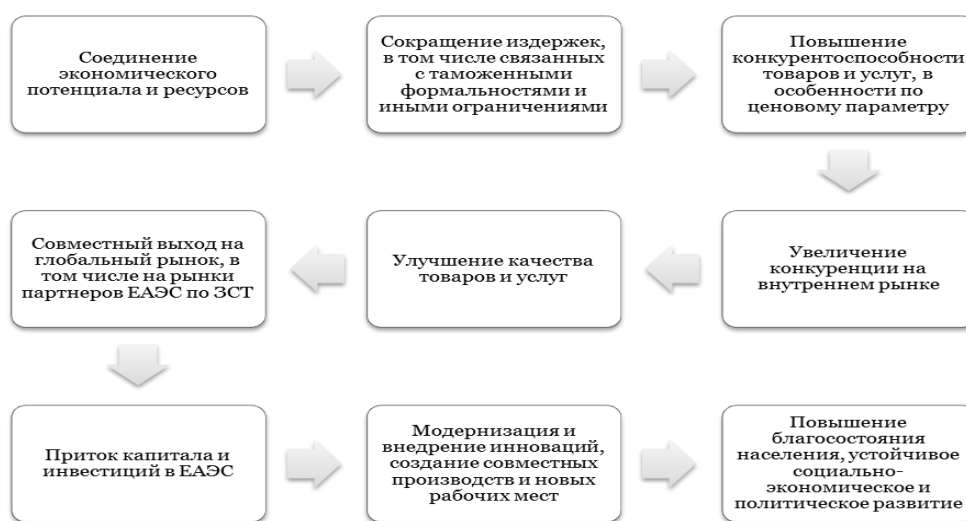 Соединение
экономического
потенциала и ресурсов
Сокращение издержек,
в том числе связанных
с таможенными
формальностями и
иными ограничениями
Повышение
конкурентоспособности
товаров и услуг, в
особенности по
ценовому параметру
Увеличение
конкуренции на
внутреннем рынке
Улучшение качества
товаров и услуг
Совместный выход на
глобальный рынок, в
том числе на рынки
партнеров ЕАЭС по ЗСТ
Приток капитала и
инвестиций в ЕАЭС
Модернизация и
внедрение инноваций,
создание совместных
производств и новых
рабочих мест
Повышение
благосостояния
населения, устойчивое
социально-
экономическое и
политическое развитие